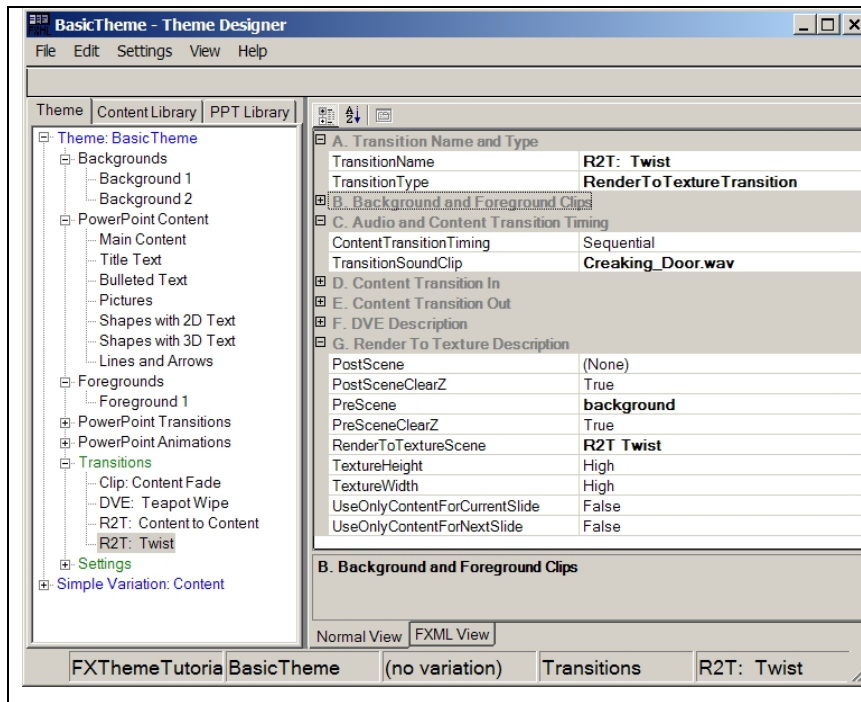 BasicTheme - Theme Designer
File Edit Settings View Help
Theme Content Library PPT Library
Theme: BasicTheme
Backgrounds
Background 1
Background 2
PowerPoint Content
Main Content
Title Text
Bulleted Text
Pictures
Shapes with 2D Text
Shapes with 3D Text
Lines and Arrows
Foregrounds
Foreground 1
PowerPoint Transitions
PowerPoint Animations
Transitions
Clip: Content Fade
DVE: Teapot Wipe
R2T: Content to Content
R2T: Twist
Settings
Simple Variation: Content
A. Transition Name and Type
TransitionName R2T: Twist
TransitionType RenderToTextureTransition
B. Background and Foreground Clips
C. Audio and Content Transition Timing
ContentTransitionTiming Sequential
TransitionSoundClip Creaking_Door.wav
D. Content Transition In
E. Content Transition Out
F. DVE Description
G. Render To Texture Description
PostScene (None)
PostSceneClearZ True
PreScene background
PreSceneClearZ True
RenderToTextureScene R2T Twist
TextureHeight High
TextureWidth High
UseOnlyContentForCurrentSlide False
UseOnlyContentForNextSlide False
B. Background and Foreground Clips
Normal View FXML View
FXThemeTutoria BasicTheme (no variation) Transitions R2T: Twist